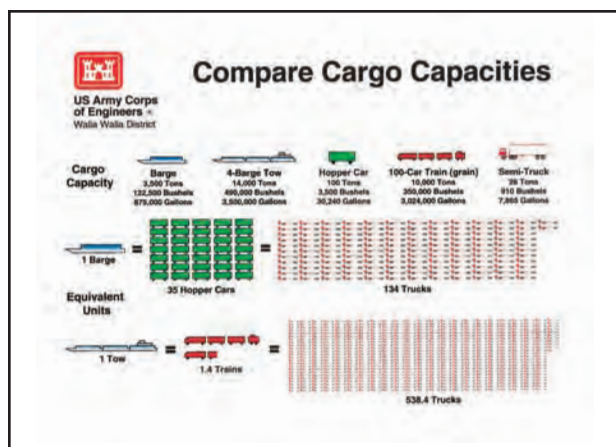 Compare Cargo Capacities
US Army Corps
of Engineers ®
Walla Walla District
Cargo
Capacity
Barge
3,500 Tons
122,500 Bushels
875,000 Gallons
4-Barge Tow
14,000 Tons
490,000 Bushels
3,500,000 Gallons
Hopper Car
100 Tons
3,500 Bushels
30,240 Gallons
100-Car Train (grain)
10,000 Tons
350,000 Bushels
3,024,000 Gallons
Semi-Truck
26 Tons
910 Bushels
7,865 Gallons
1 Barge
=
35 Hopper Cars
=
134 Trucks
Equivalent
Units
1 Tow
=
1.4 Trains
=
538.4 Trucks